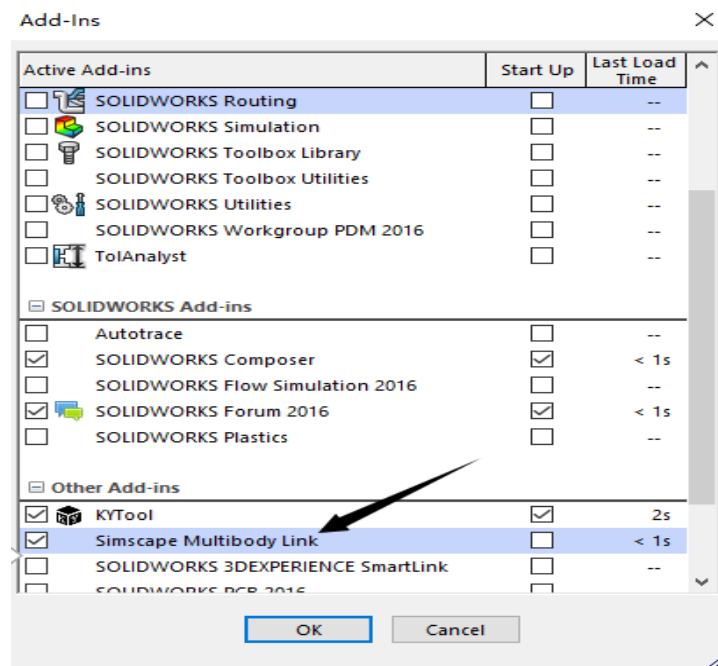 Add-Ins
Active Add-ins Start Up Last Load Time
SOLIDWORKS Routing --
SOLIDWORKS Simulation --
SOLIDWORKS Toolbox Library --
SOLIDWORKS Toolbox Utilities --
SOLIDWORKS Utilities --
SOLIDWORKS Workgroup PDM 2016 --
TolAnalyst --
SOLIDWORKS Add-ins
Autotrace --
SOLIDWORKS Composer < 1s
SOLIDWORKS Flow Simulation 2016 --
SOLIDWORKS Forum 2016 < 1s
SOLIDWORKS Plastics --
Other Add-ins
KYTool 2s
Simscape Multibody Link < 1s
SOLIDWORKS 3DEXPERIENCE SmartLink --
SOLIDWORKS PCB 2016
OK Cancel